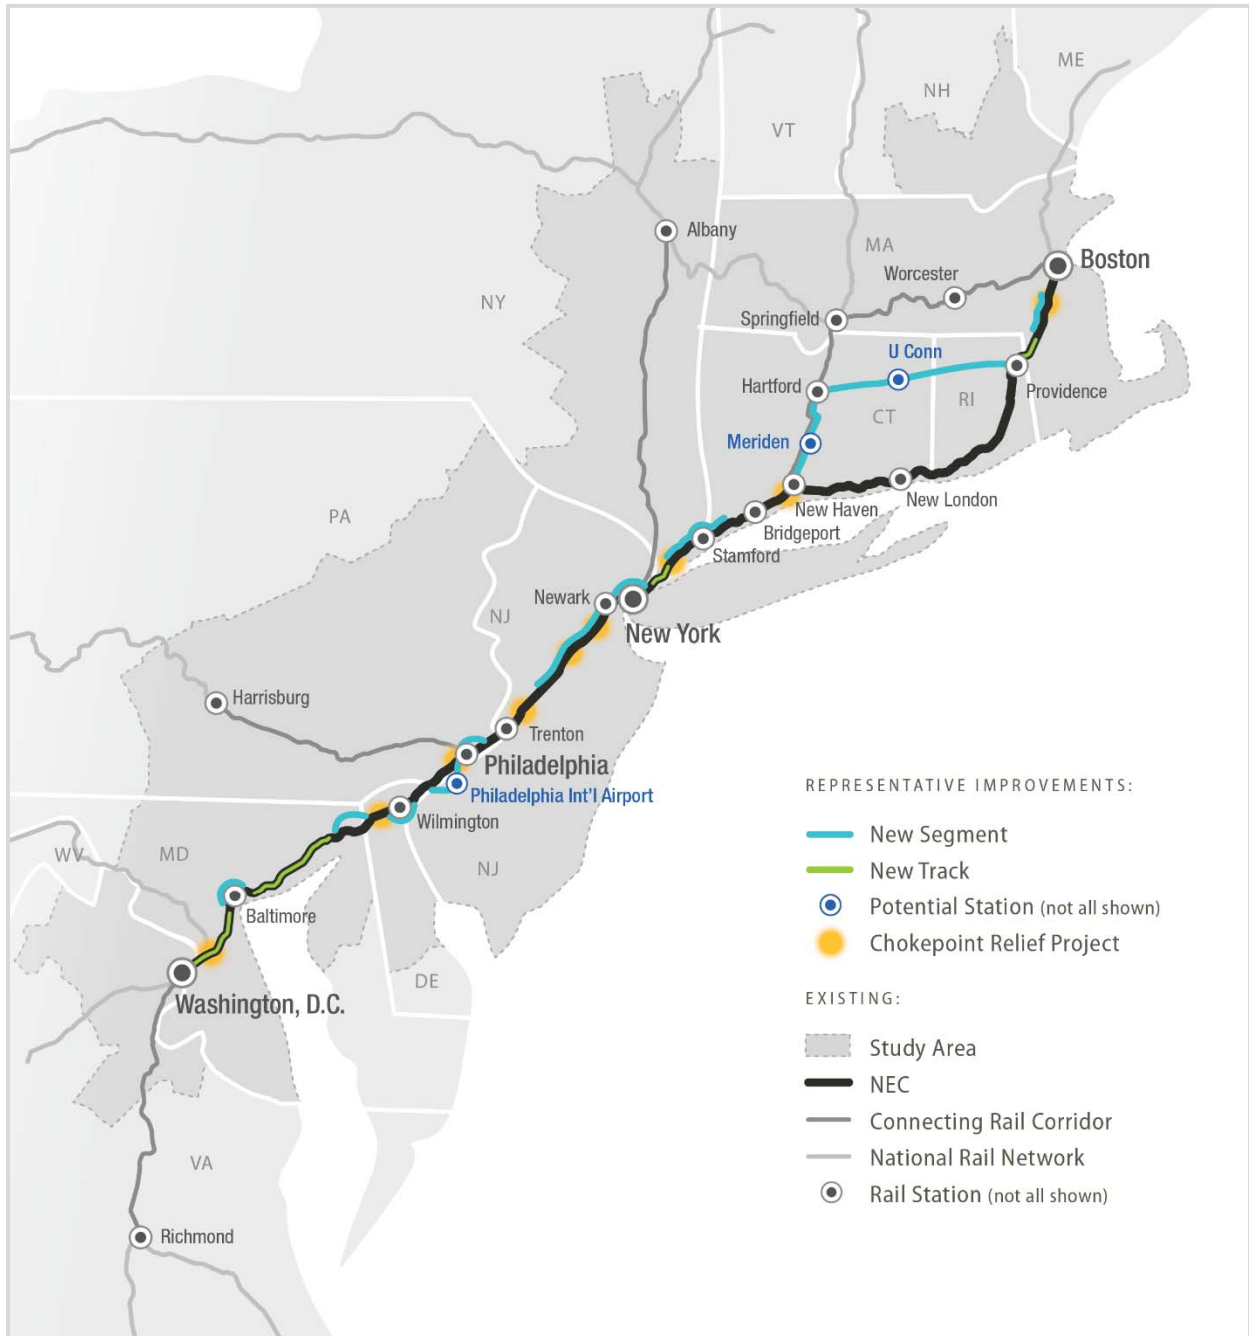 ME
NH
VT
Albany
MA
Boston
Worcester
NY
Springfield
U Conn
Hartford
RI
Providence
CT
Meriden
New London
New Haven
Bridgeport
PA
Stamford
Newark
NJ
New York
Harrisburg
Trenton
Philadelphia
Philadelphia Int'l Airport
Wilmington
WV
MD
NJ
Baltimore
DE
Washington, D.C.
VA
Richmond
REPRESENTATIVE IMPROVEMENTS:
New Segment
New Track
Potential Station (not all shown)
Chokepoint Relief Project
EXISTING:
Study Area
NEC
Connecting Rail Corridor
National Rail Network
Rail Station (not all shown)